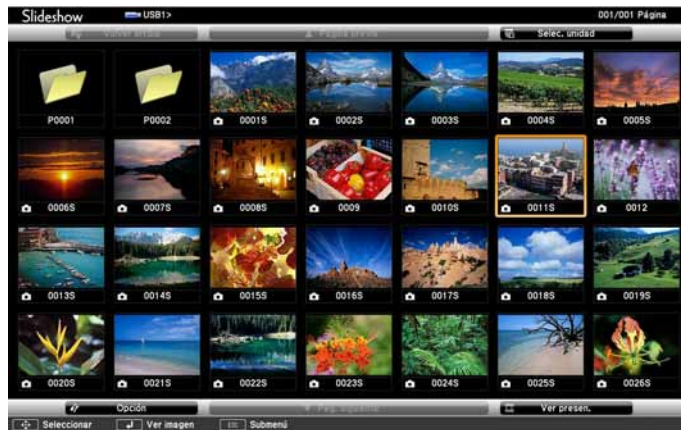 Slideshow USB1> 001/001 Página
Volver arriba Página previa Selec. unidad
P0001 P0002 0001S 0002S 0003S 0004S 0005S
0006S 0007S 0008S 0009 0010S 0011S 0012
0013S 0014S 0015S 0016S 0017S 0018S 0019S
0020S 0021S 0022S 0023S 0024S 0025S 0026S
Opción Pág. siguiente Ver presen.
Seleccionar Ver imagen Esc Submenú